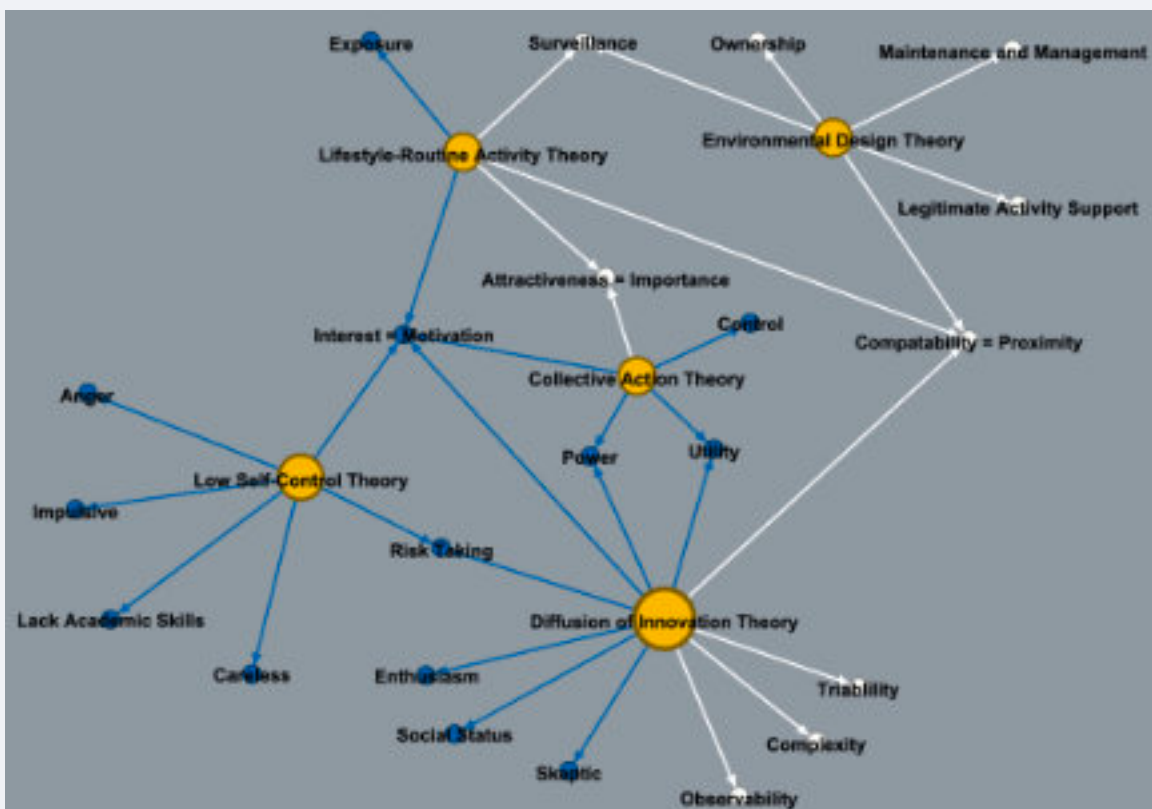 Exposure
Surveillance
Ownership
Maintenance and Management
Lifestyle-Routine Activity Theory
Environmental Design Theory
Legitimate Activity Support
Attractiveness = Importance
Interest = Motivation
Control
Compatability = Proximity
Collective Action Theory
Anger
Power
Utility
Low Self-Control Theory
Impulsive
Risk Taking
Lack Academic Skills
Diffusion of Innovation Theory
Careless
Enthusiasm
Triablility
Social Status
Complexity
Skeptic
Observability